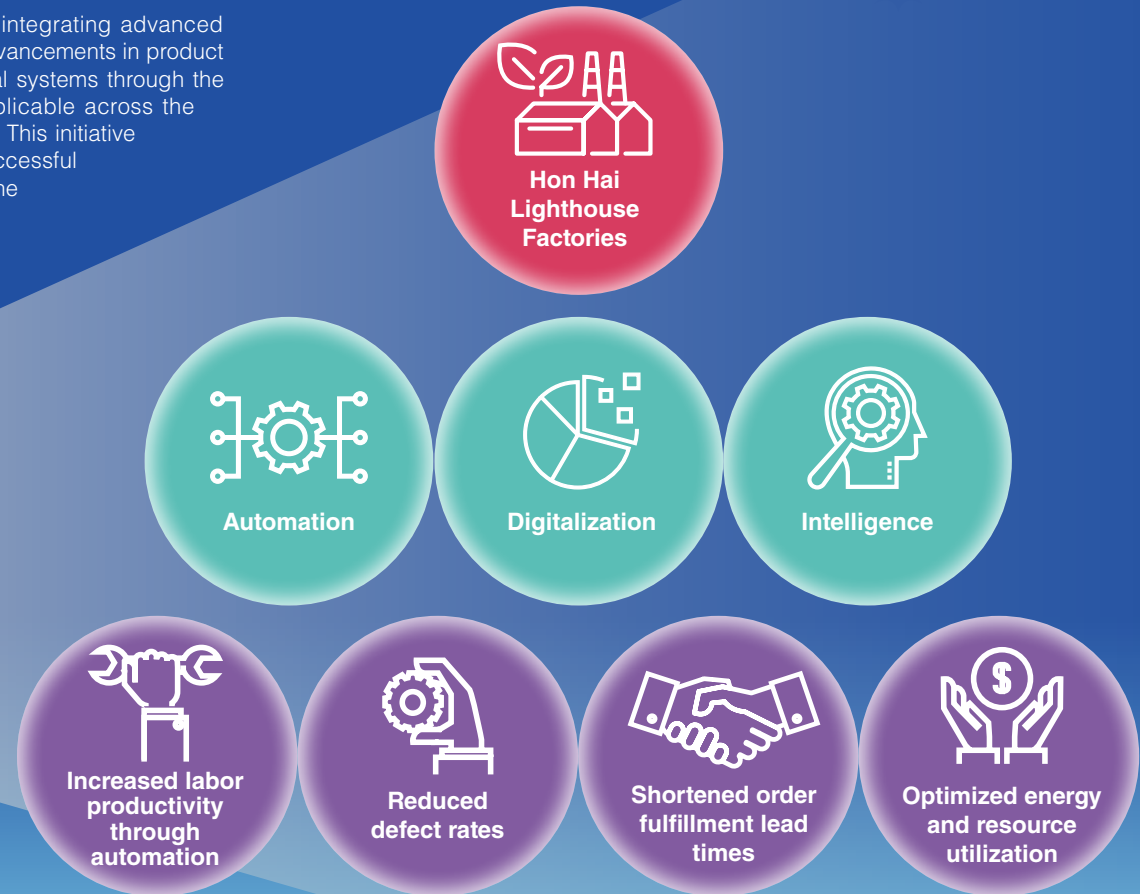 integrating advanced
vancements in product
al systems through the
plicable across the
This initiative
ccessful
ne
Hon Hai
Lighthouse
Factories
Automation
Digitalization
Intelligence
Increased labor
productivity
through
automation
Reduced
defect rates
Shortened order
fulfillment lead
times
$
Optimized energy
and resource
utilization